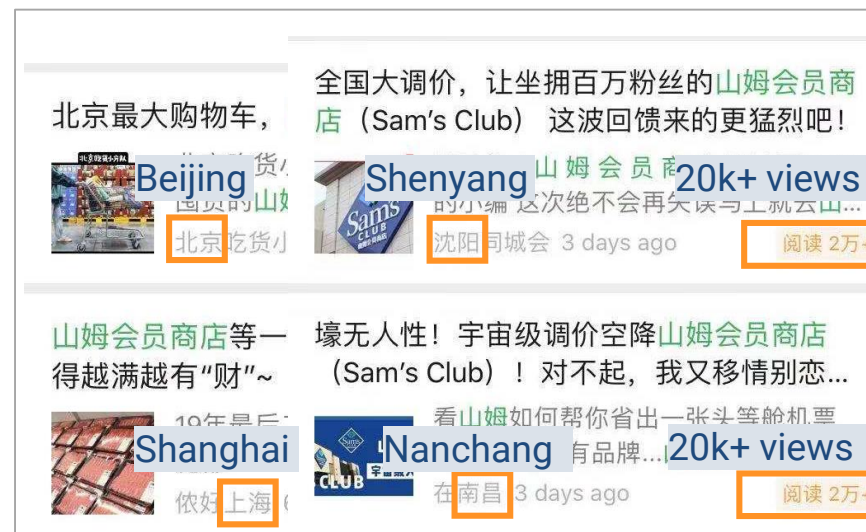 北京最大购物车，
Beijing
北京吃货小
全国大调价，让坐拥百万粉丝的山姆会员商
店（Sam's Club） 这波回馈来的更猛烈吧！
山姆会员商
Shenyang
20k+ views
Sam's
CLUB
沈阳同城会 3 days ago
阅读 2万+
山姆会员商店等一
得越满越有“财”~
19年最后
Shanghai
侬好上海
壕无人性！宇宙级调价空降山姆会员商店
（Sam's Club）！对不起，我又移情别恋...
看山姆如何帮你省出一张头等舱机票
Nanchang
有品牌...
20k+ views
CLUB
在南昌 3 days ago
阅读 2万+